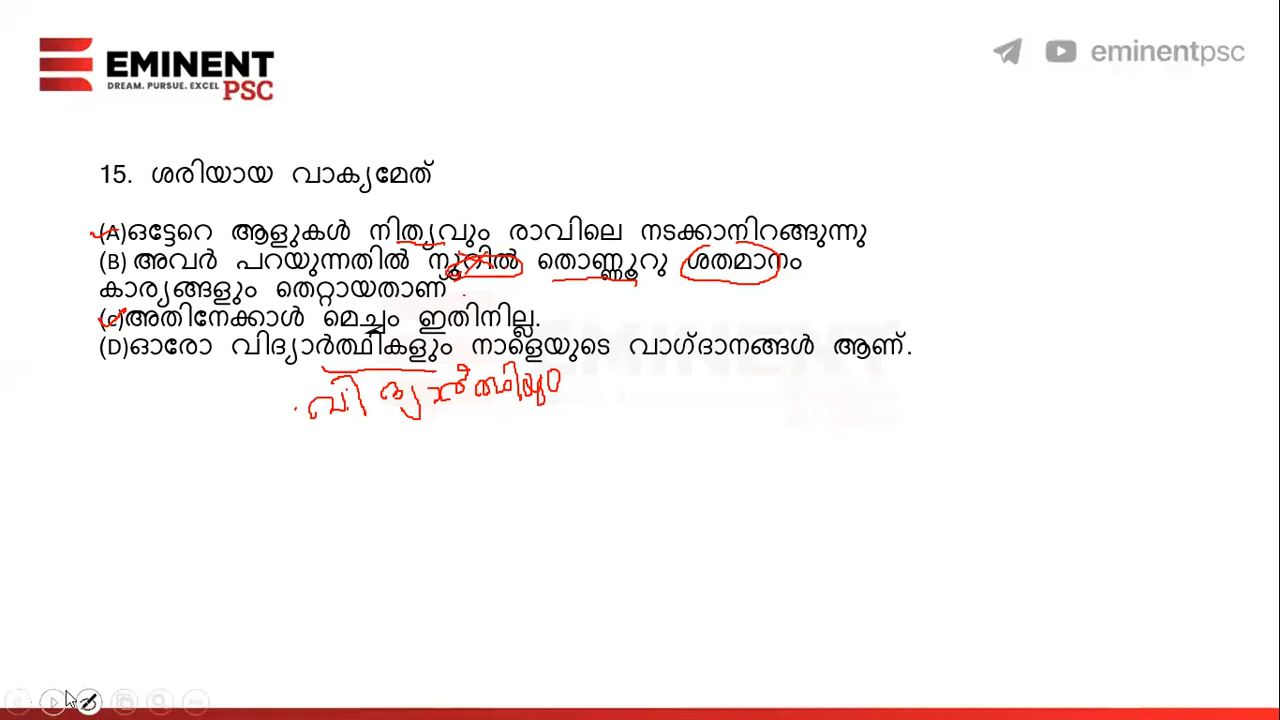 EMINENT
DREAM. PURSUE. EXCEL
PSC
eminentpsc
15. ശരിയായ വാക്യമേത്
(A)ഒട്ടേറെ ആളുകൾ നിത്യവും രാവിലെ നടക്കാനിറങ്ങുന്നു
(B) അവർ പറയുന്നതിൽ നൂറിൽ തൊണ്ണൂറു ശതമാനം
കാര്യങ്ങളും തെറ്റായതാണ്
(C)അതിനേക്കാൾ മെച്ചം ഇതിനില്ല.
(D)ഓരോ വിദ്യാർത്ഥികളും നാളെയുടെ വാഗ്ദാനങ്ങൾ ആണ്.
EMINENT